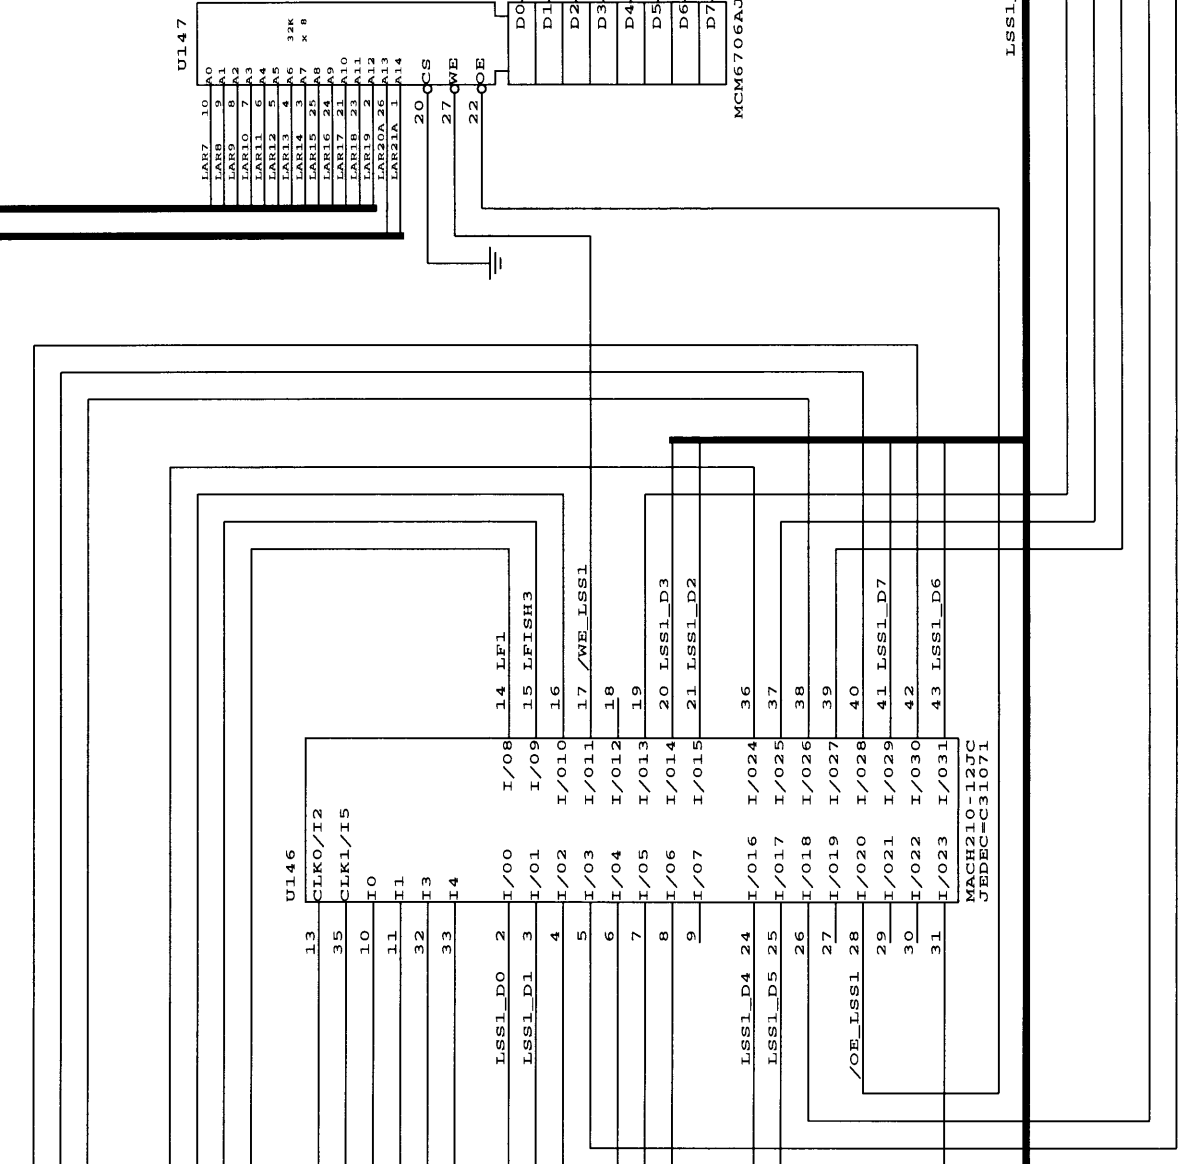 U147
32K
x 8
A0
A1
A2
A3
A4
A5
A6
A7
A8
A9
A10
A11
A12
A13
A14
CS
WE
OE
D0
D1
D2
D3
D4
D5
D6
D7
MCM6706AJ
LSS1_
10
9
8
7
6
5
4
3
25
24
21
23
2
26
1
20
27
22
LAR7
LAR8
LAR9
LAR10
LAR11
LAR12
LAR13
LAR14
LAR15
LAR16
LAR17
LAR18
LAR19
LAR20A
LAR21A
14 LF1
15 LFISH3
16
17 /WE_LSS1
18
19
20 LSS1_D3
21 LSS1_D2
36
37
38
39
40
41 LSS1_D7
42
43 LSS1_D6
I/O8
I/O9
I/O10
I/O11
I/O12
I/O13
I/O14
I/O15
I/O24
I/O25
I/O26
I/O27
I/O28
I/O29
I/O30
I/O31
U146
CLK0/I2
CLK1/I5
I0
I1
I3
I4
I/O0
I/O1
I/O2
I/O3
I/O4
I/O5
I/O6
I/O7
I/O16
I/O17
I/O18
I/O19
I/O20
I/O21
I/O22
I/O23
MACH210-12JC
JEDEC=C31071
13
35
10
11
32
33
LSS1_D0 2
LSS1_D1 3
4
5
6
7
8
9
LSS1_D4 24
LSS1_D5 25
26
27
/OE_LSS1 28
29
30
31